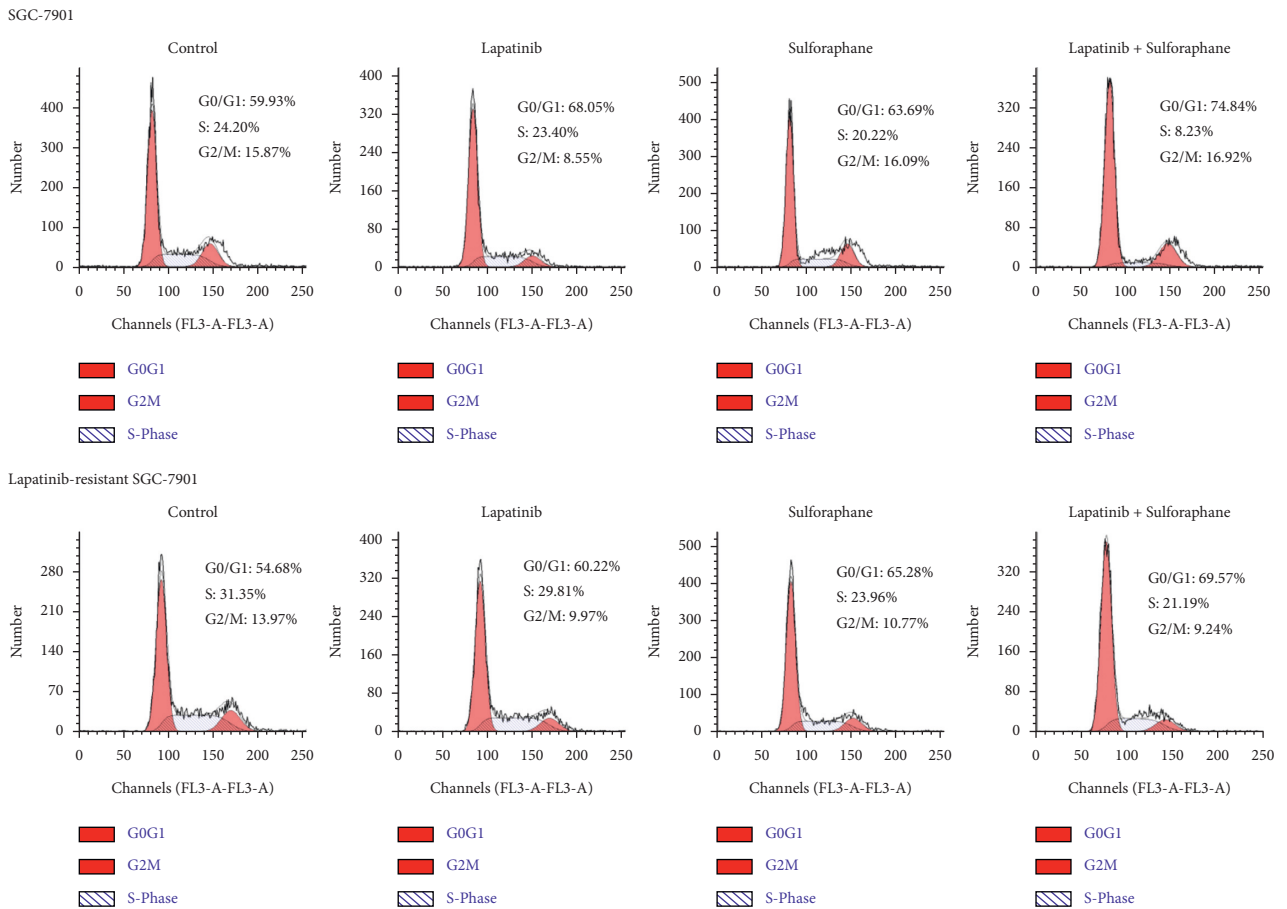 SGC-7901
Control
G0/G1: 59.93%
S: 24.20%
G2/M: 15.87%
Number
400
300
200
100
0
0 50 100 150 200 250
Channels (FL3-A-FL3-A)
G0G1
G2M
S-Phase
Lapatinib
G0/G1: 68.05%
S: 23.40%
G2/M: 8.55%
Number
400
320
240
160
80
0
0 50 100 150 200 250
Channels (FL3-A-FL3-A)
G0G1
G2M
S-Phase
Sulforaphane
G0/G1: 63.69%
S: 20.22%
G2/M: 16.09%
Number
500
400
300
200
100
0
0 50 100 150 200 250
Channels (FL3-A-FL3-A)
G0G1
G2M
S-Phase
Lapatinib + Sulforaphane
G0/G1: 74.84%
S: 8.23%
G2/M: 16.92%
Number
320
240
160
80
0
0 50 100 150 200 250
Channels (FL3-A-FL3-A)
G0G1
G2M
S-Phase
Lapatinib-resistant SGC-7901
Control
G0/G1: 54.68%
S: 31.35%
G2/M: 13.97%
Number
280
210
140
70
0
0 50 100 150 200 250
Channels (FL3-A-FL3-A)
G0G1
G2M
S-Phase
Lapatinib
G0/G1: 60.22%
S: 29.81%
G2/M: 9.97%
Number
400
320
240
160
80
0
0 50 100 150 200 250
Channels (FL3-A-FL3-A)
G0G1
G2M
S-Phase
Sulforaphane
G0/G1: 65.28%
S: 23.96%
G2/M: 10.77%
Number
500
400
300
200
100
0
0 50 100 150 200 250
Channels (FL3-A-FL3-A)
G0G1
G2M
S-Phase
Lapatinib + Sulforaphane
G0/G1: 69.57%
S: 21.19%
G2/M: 9.24%
Number
320
240
160
80
0
0 50 100 150 200 250
Channels (FL3-A-FL3-A)
G0G1
G2M
S-Phase